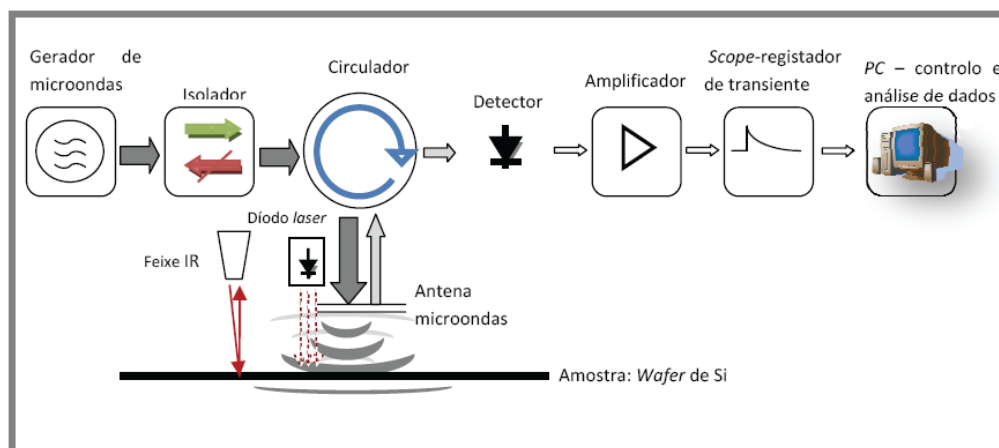 Gerador de
microondas
Isolador
Circulador
Detector
Amplificador
Scope-registador
de transiente
PC – controlo e
análise de dados
Díodo laser
Feixe IR
Antena
microondas
Amostra: Wafer de Si